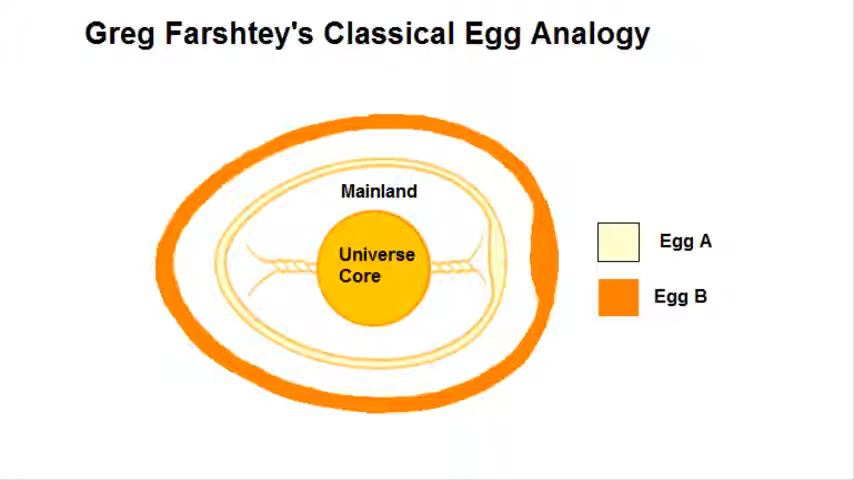 Greg Farshtey's Classical Egg Analogy
Mainland
Universe
Core
Egg A
Egg B